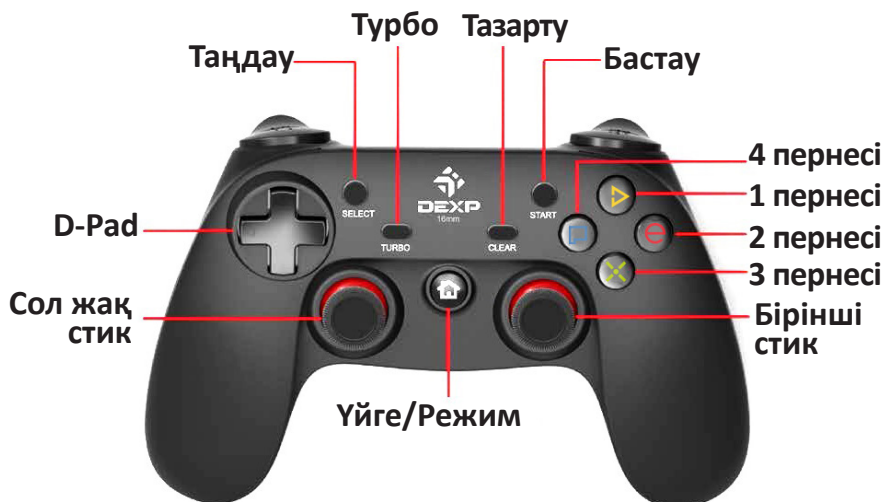 Турбо
Тазарту
Таңдау
Бастау
4 пернесі
1 пернесі
D-Pad
2 пернесі
3 пернесі
Сол жақ
стик
Бірінші
стик
Үйге/Режим
SELECT
DEXP
16mm
START
TURBO
CLEAR